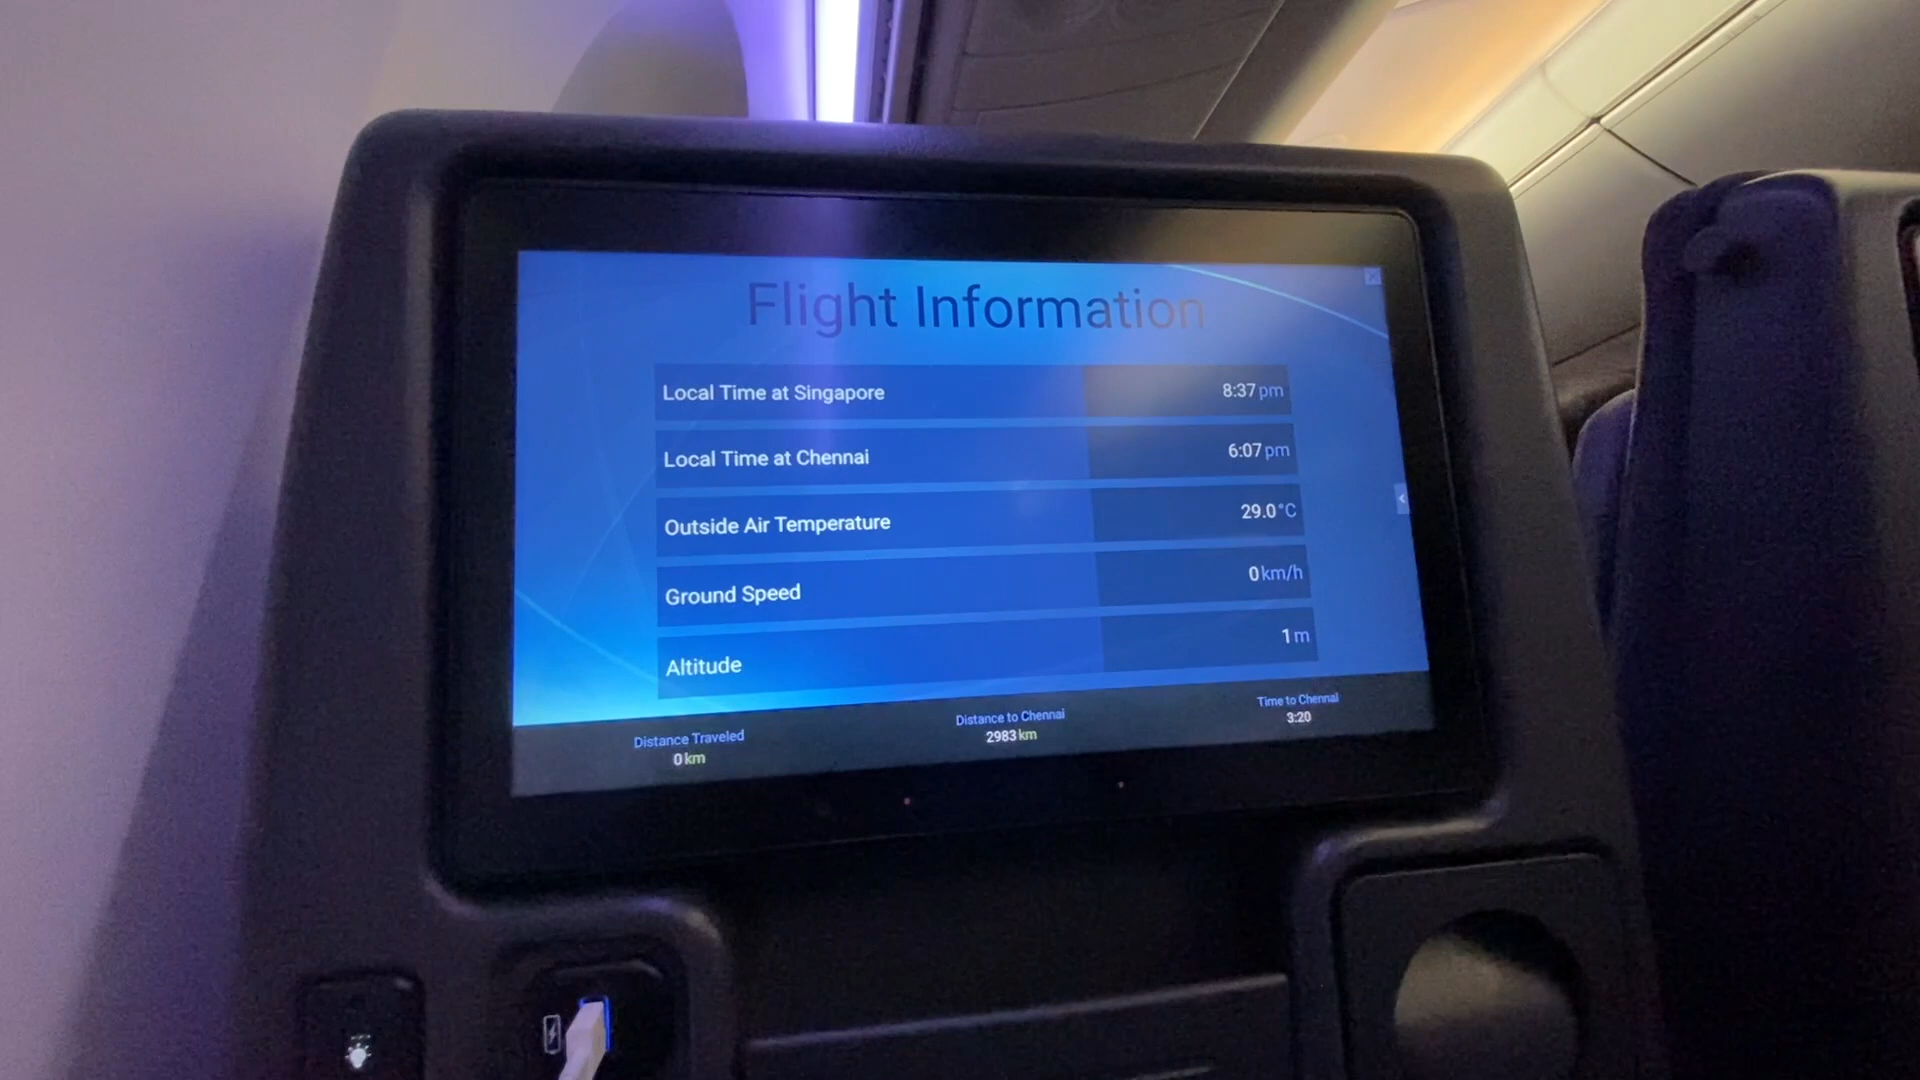 Flight Information
Local Time at Singapore 8:37 pm
Local Time at Chennai 6:07 pm
Outside Air Temperature 29.0°C
Ground Speed 0 km/h
Altitude 1 m
Distance Traveled
0 km
Distance to Chennai
2983 km
Time to Chennai
3:20